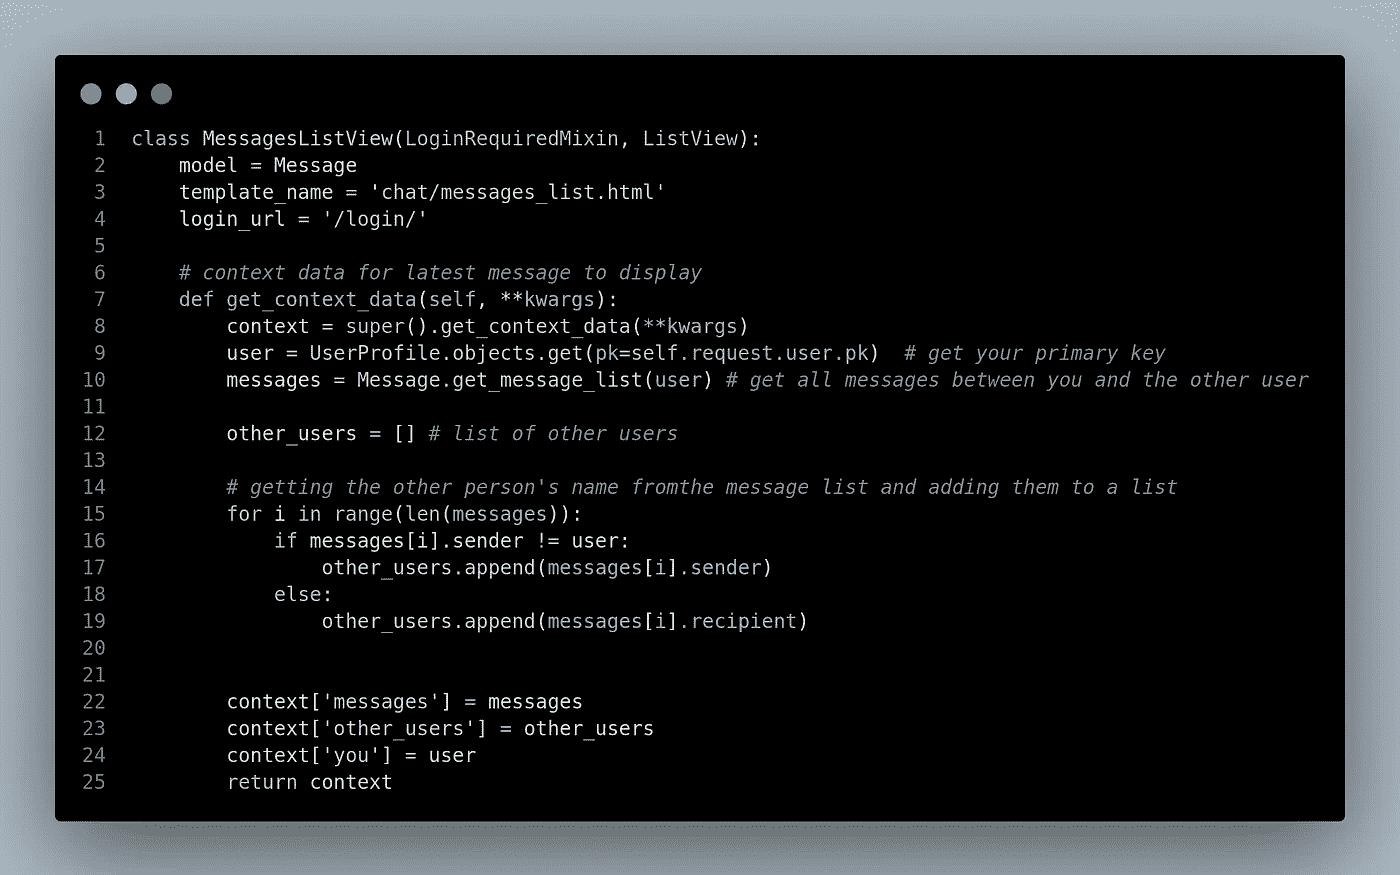 1 class MessagesListView(LoginRequiredMixin, ListView):
2     model = Message
3     template_name = 'chat/messages_list.html'
4     login_url = '/login/'
5
6     # context data for latest message to display
7     def get_context_data(self, **kwargs):
8         context = super().get_context_data(**kwargs)
9         user = UserProfile.objects.get(pk=self.request.user.pk)  # get your primary key
10         messages = Message.get_message_list(user) # get all messages between you and the other user
11
12         other_users = [] # list of other users
13
14         # getting the other person's name fromthe message list and adding them to a list
15         for i in range(len(messages)):
16             if messages[i].sender != user:
17                 other_users.append(messages[i].sender)
18             else:
19                 other_users.append(messages[i].recipient)
20
21
22         context['messages'] = messages
23         context['other_users'] = other_users
24         context['you'] = user
25         return context